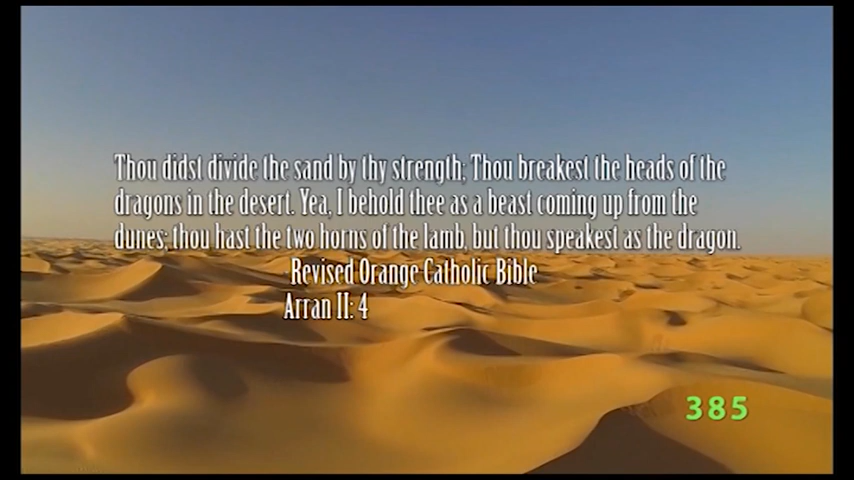 Thou didst divide the sand by thy strength; Thou breakest the heads of the
dragons in the desert. Yea, I behold thee as a beast coming up from the
dunes; thou hast the two horns of the lamb, but thou speakest as the dragon.
Revised Orange Catholic Bible
Arran II: 4
385